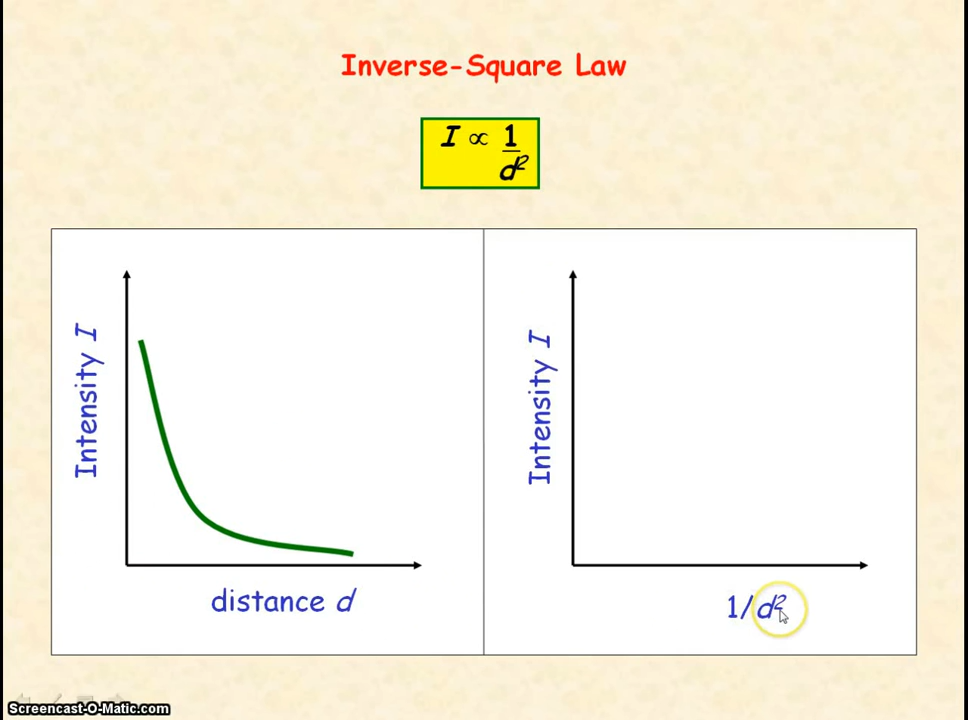 Inverse-Square Law
I ∝ 1
d²
Intensity I
distance d
Intensity I
1/d²
Screencast-O-Matic.com